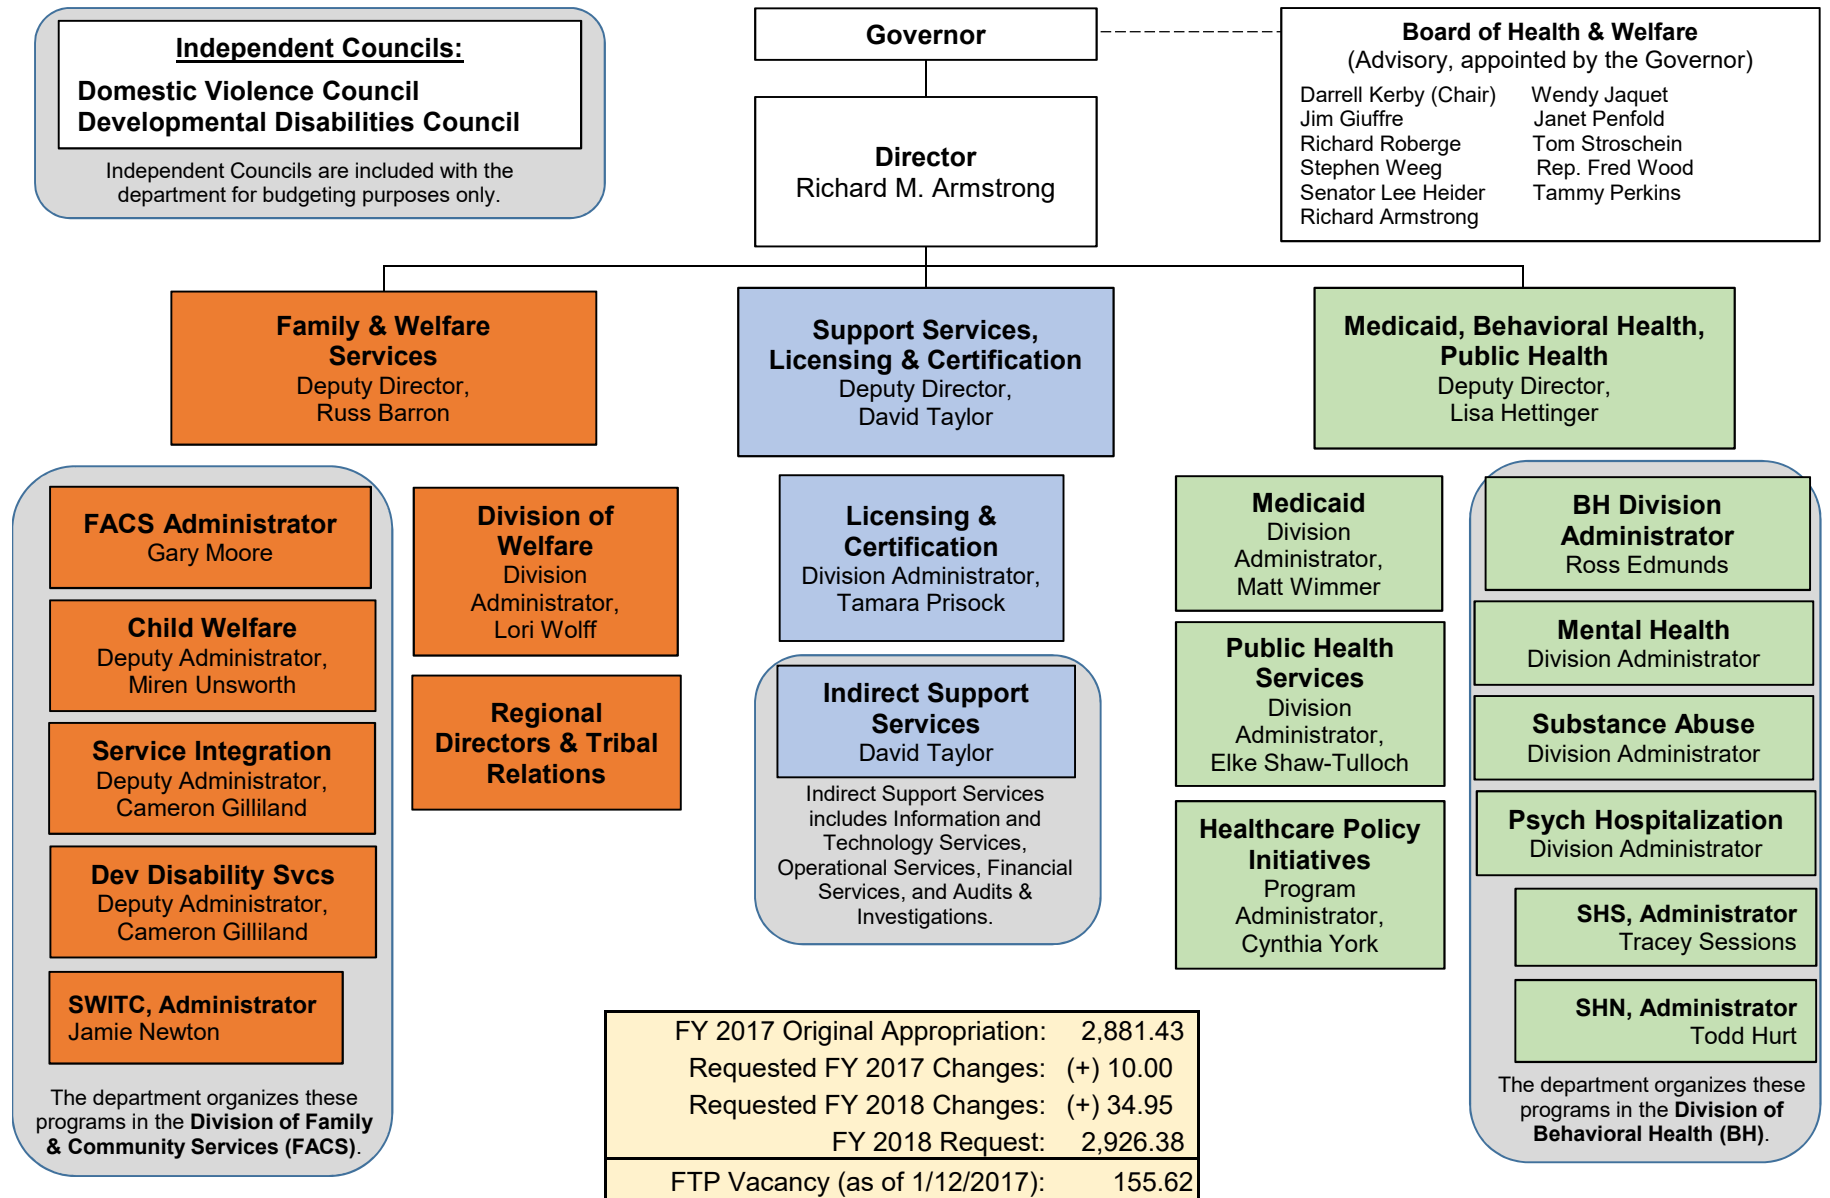 Independent Councils:
Domestic Violence Council
Developmental Disabilities Council
Independent Councils are included with the
department for budgeting purposes only.
Governor
Director
Richard M. Armstrong
Board of Health & Welfare
(Advisory, appointed by the Governor)
Darrell Kerby (Chair) Wendy Jaquet
Jim Giuffre Janet Penfold
Richard Roberge Tom Stroschein
Stephen Weeg Rep. Fred Wood
Senator Lee Heider Tammy Perkins
Richard Armstrong
Family & Welfare
Services
Deputy Director,
Russ Barron
Support Services,
Licensing & Certification
Deputy Director,
David Taylor
Medicaid, Behavioral Health,
Public Health
Deputy Director,
Lisa Hettinger
FACS Administrator
Gary Moore
Child Welfare
Deputy Administrator,
Miren Unsworth
Service Integration
Deputy Administrator,
Cameron Gilliland
Dev Disability Svcs
Deputy Administrator,
Cameron Gilliland
SWITC, Administrator
Jamie Newton
The department organizes these
programs in the Division of Family
& Community Services (FACS).
Division of
Welfare
Division
Administrator,
Lori Wolff
Regional
Directors & Tribal
Relations
Licensing &
Certification
Division Administrator,
Tamara Prisock
Indirect Support
Services
David Taylor
Indirect Support Services
includes Information and
Technology Services,
Operational Services, Financial
Services, and Audits &
Investigations.
Medicaid
Division
Administrator,
Matt Wimmer
Public Health
Services
Division
Administrator,
Elke Shaw-Tulloch
Healthcare Policy
Initiatives
Program
Administrator,
Cynthia York
BH Division
Administrator
Ross Edmunds
Mental Health
Division Administrator
Substance Abuse
Division Administrator
Psych Hospitalization
Division Administrator
SHS, Administrator
Tracey Sessions
SHN, Administrator
Todd Hurt
The department organizes these
programs in the Division of
Behavioral Health (BH).
FY 2017 Original Appropriation: 2,881.43
Requested FY 2017 Changes: (+) 10.00
Requested FY 2018 Changes: (+) 34.95
FY 2018 Request: 2,926.38
FTP Vacancy (as of 1/12/2017): 155.62